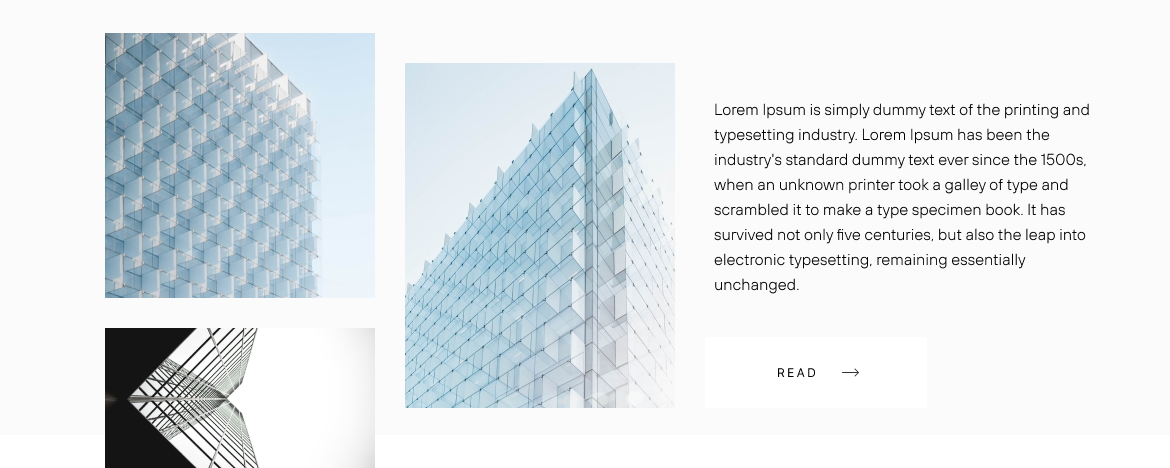 Lorem Ipsum is simply dummy text of the printing and
typesetting industry. Lorem Ipsum has been the
industry's standard dummy text ever since the 1500s,
when an unknown printer took a galley of type and
scrambled it to make a type specimen book. It has
survived not only five centuries, but also the leap into
electronic typesetting, remaining essentially
unchanged.
READ